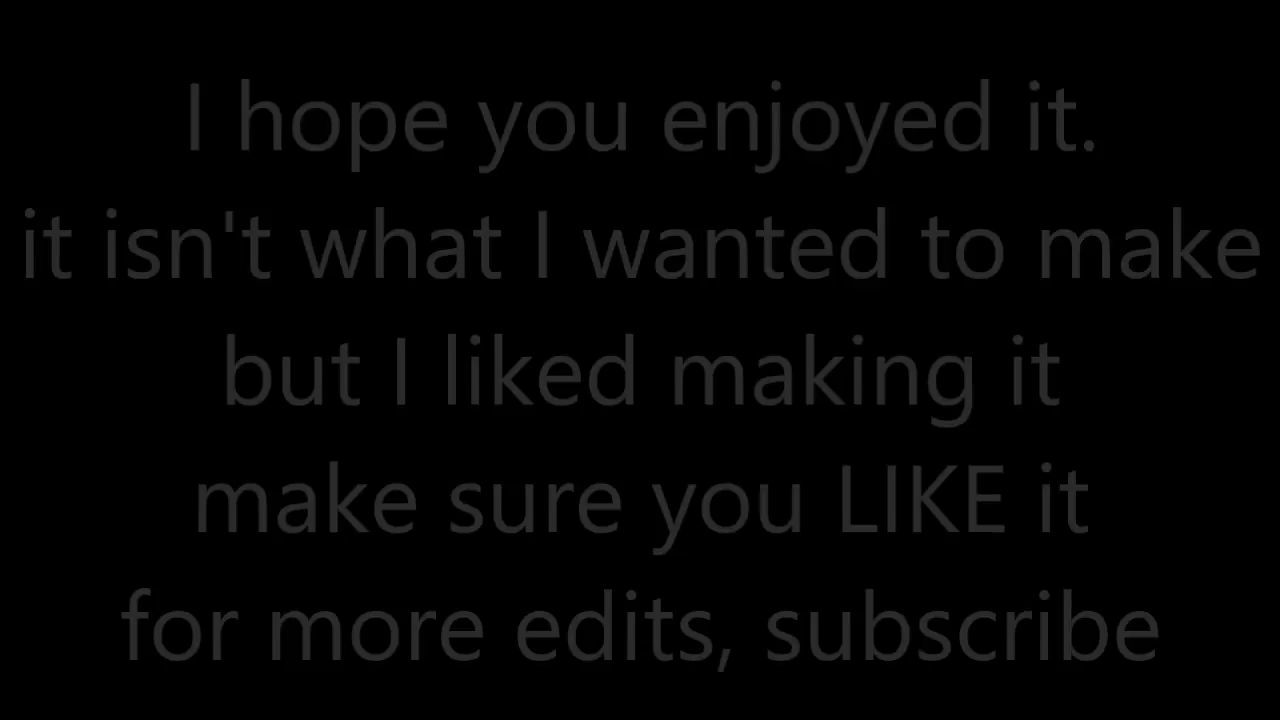 I hope you enjoyed it.
it isn't what I wanted to make
but I liked making it
make sure you LIKE it
for more edits, subscribe